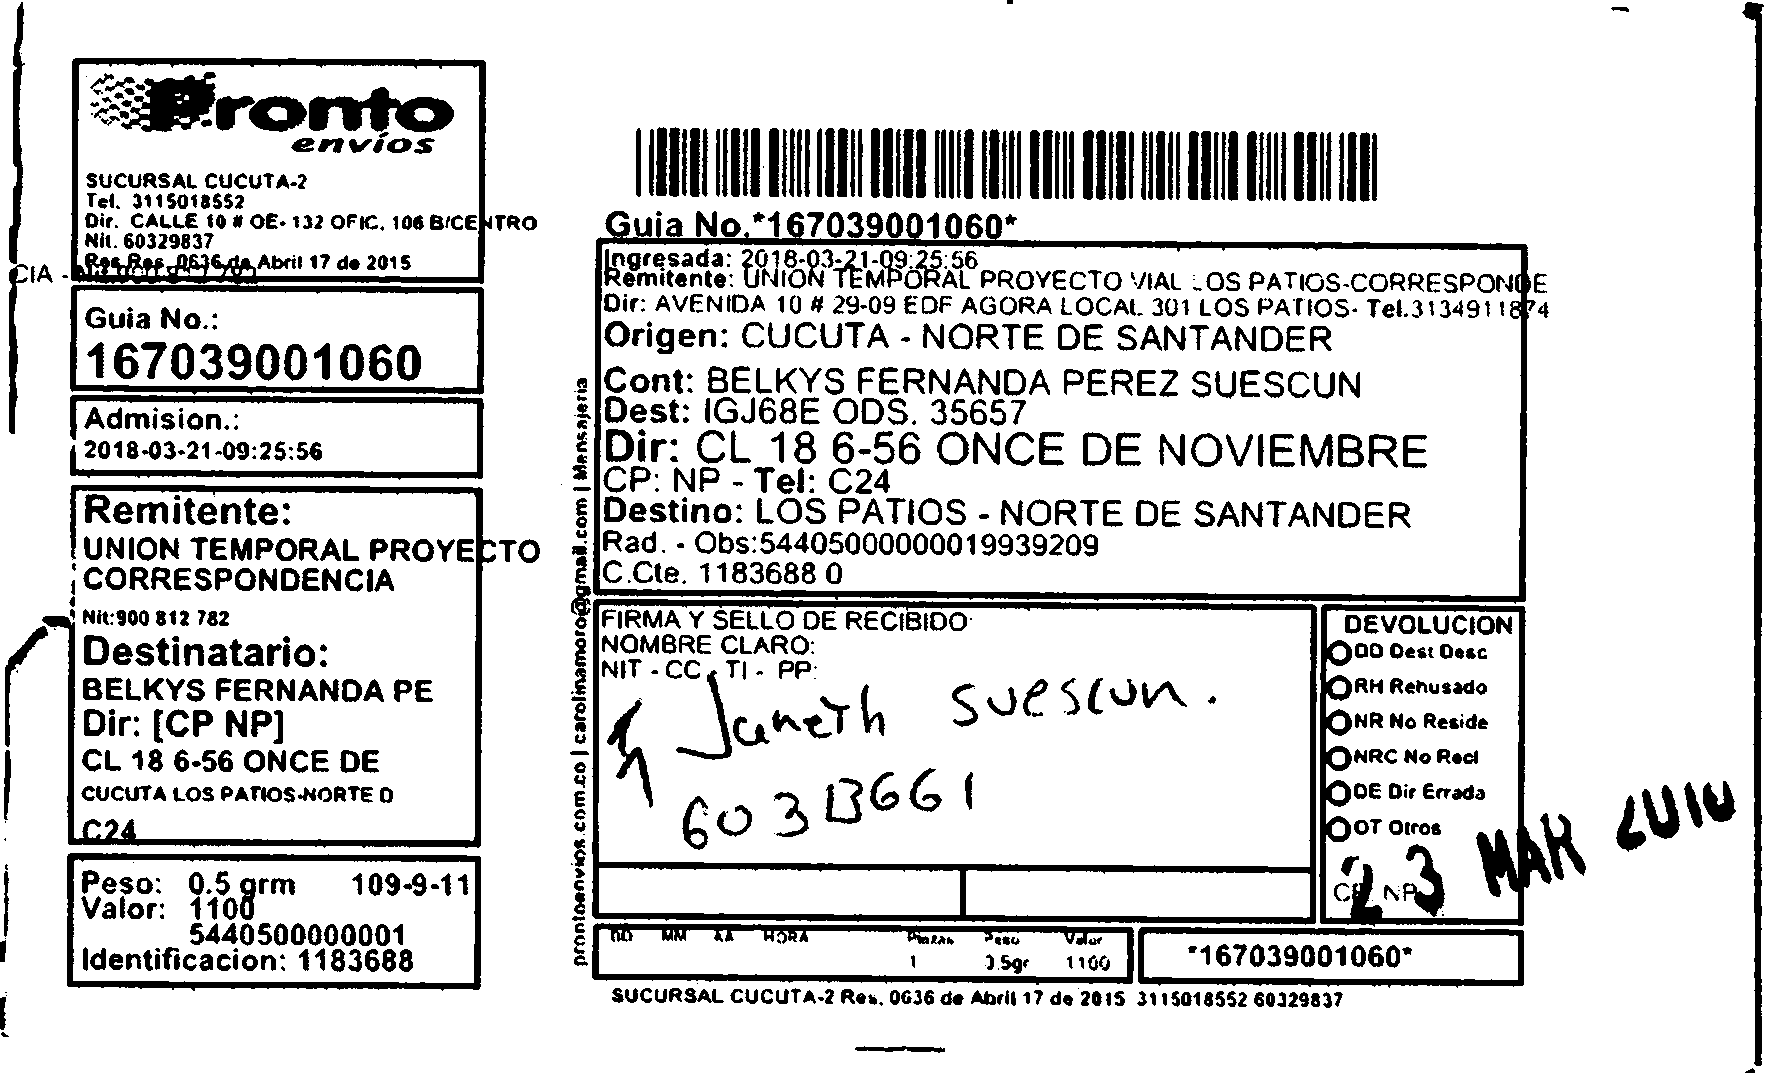 Pronto
envíos
SUCURSAL CUCUTA-2
Tel. 3115018552
Dir. CALLE 10 # OE- 132 OFIC. 106 B/CENTRO
Nit. 60329837
Res.Res. 0636 de Abril 17 de 2015
CIA -
Guia No.:
167039001060
Admision.:
2018-03-21-09:25:56
Remitente:
UNION TEMPORAL PROYECTO
CORRESPONDENCIA
Nit:900 812 782
Destinatario:
BELKYS FERNANDA PE
Dir: [CP NP]
CL 18 6-56 ONCE DE
CUCUTA LOS PATIOS-NORTE D
C24
Peso: 0.5 grm 109-9-11
Valor: 1100
5440500000001
Identificacion: 1183688
prontoenvios.com.co | carolinamoro@gmail.com | Mensajeria
Guia No.*167039001060*
Ingresada: 2018-03-21-09:25:56
Remitente: UNION TEMPORAL PROYECTO VIAL LOS PATIOS-CORRESPONDE
Dir: AVENIDA 10 # 29-09 EDF AGORA LOCAL 301 LOS PATIOS- Tel.3134911874
Origen: CUCUTA - NORTE DE SANTANDER
Cont: BELKYS FERNANDA PEREZ SUESCUN
Dest: IGJ68E ODS. 35657
Dir: CL 18 6-56 ONCE DE NOVIEMBRE
CP: NP - Tel: C24
Destino: LOS PATIOS - NORTE DE SANTANDER
Rad. - Obs:54405000000019939209
C.Cte. 1183688 0
FIRMA Y SELLO DE RECIBIDO
NOMBRE CLARO:
NIT - CC - TI - PP:
Janeth Suescun.
DEVOLUCION
DD Dest Desc
RH Rehusado
NR No Reside
NRC No Recl
DE Dir Errada
OT Otros
CP NP
23 MAR
DD MM AA HORA Piezas Peso Valor
1 0.5gr 1100
*167039001060*
SUCURSAL CUCUTA-2 Res. 0636 de Abril 17 de 2015 3115018552 60329837